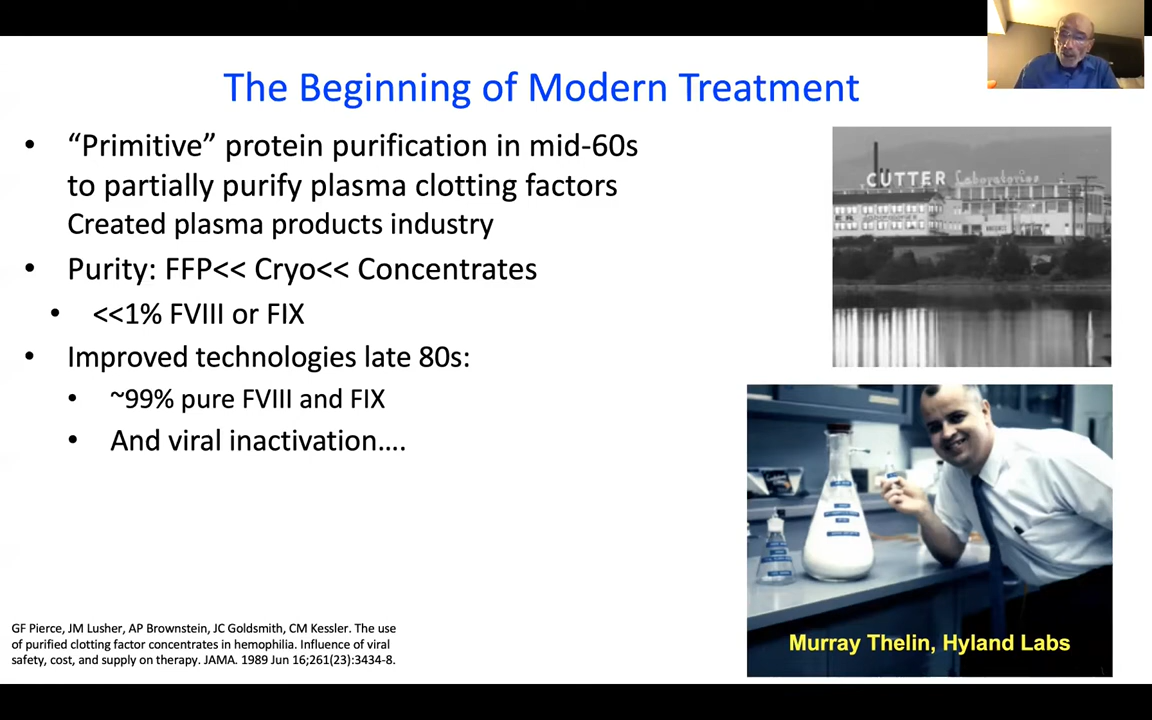 The Beginning of Modern Treatment
• “Primitive” protein purification in mid-60s
to partially purify plasma clotting factors
Created plasma products industry
• Purity: FFP<< Cryo<< Concentrates
• <<1% FVIII or FIX
• Improved technologies late 80s:
• ~99% pure FVIII and FIX
• And viral inactivation....
CUTTER Laboratories
Murray Thelin, Hyland Labs
GF Pierce, JM Lusher, AP Brownstein, JC Goldsmith, CM Kessler. The use
of purified clotting factor concentrates in hemophilia. Influence of viral
safety, cost, and supply on therapy. JAMA. 1989 Jun 16;261(23):3434-8.